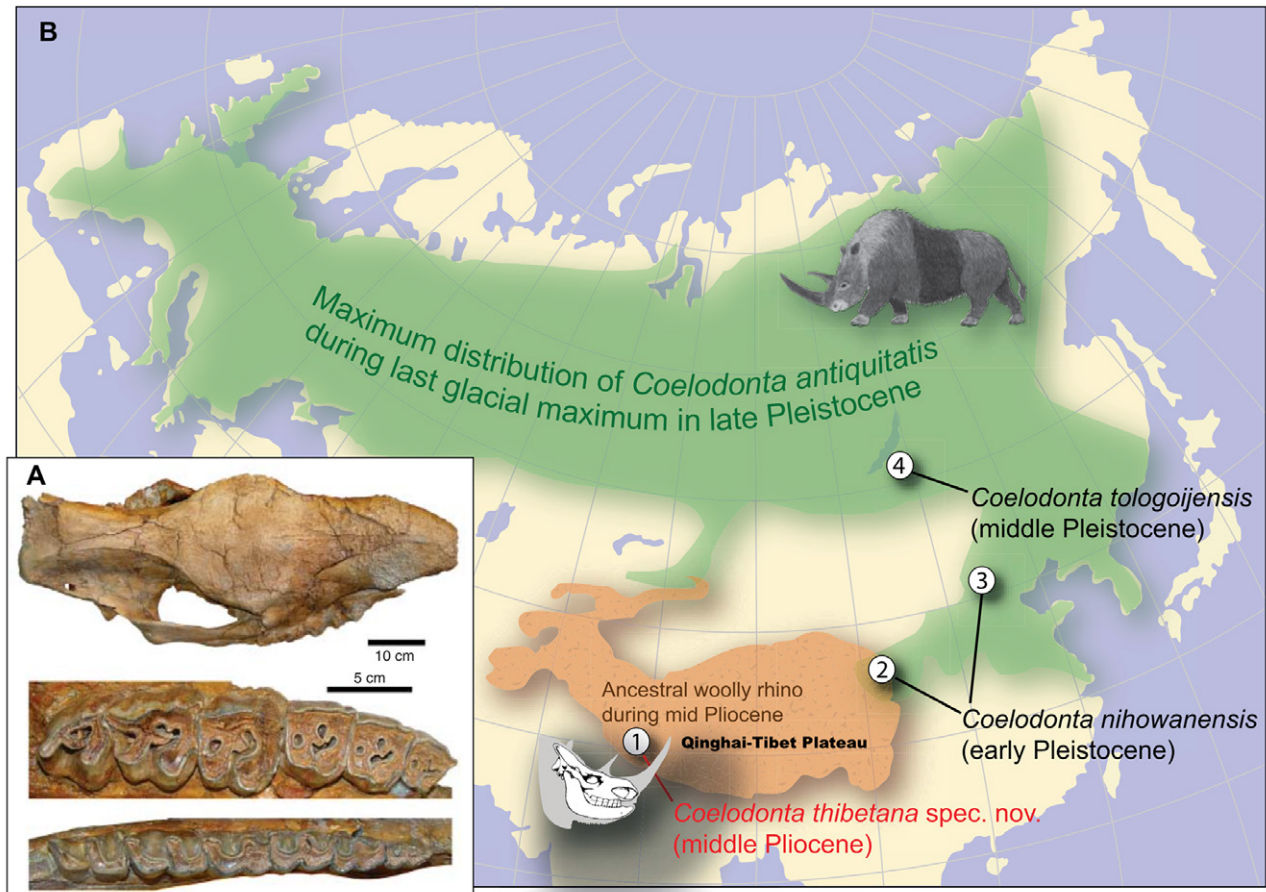 B
Maximum distribution of Coelodonta antiquitatis
during last glacial maximum in late Pleistocene
4
Coelodonta tologoijensis
(middle Pleistocene)
3
2
Coelodonta nihowanensis
(early Pleistocene)
Ancestral woolly rhino
during mid Pliocene
1
Qinghai-Tibet Plateau
Coelodonta thibetana spec. nov.
(middle Pliocene)
A
10 cm
5 cm